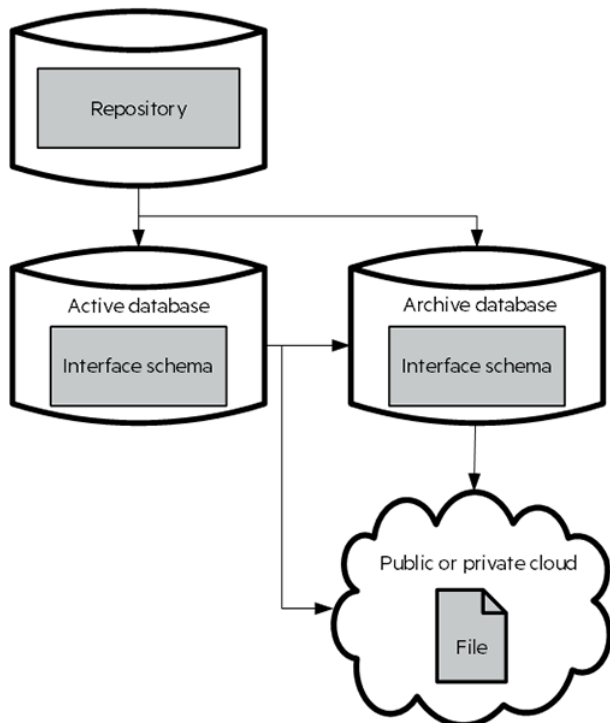 Repository
Active database
Interface schema
Archive database
Interface schema
Public or private cloud
File